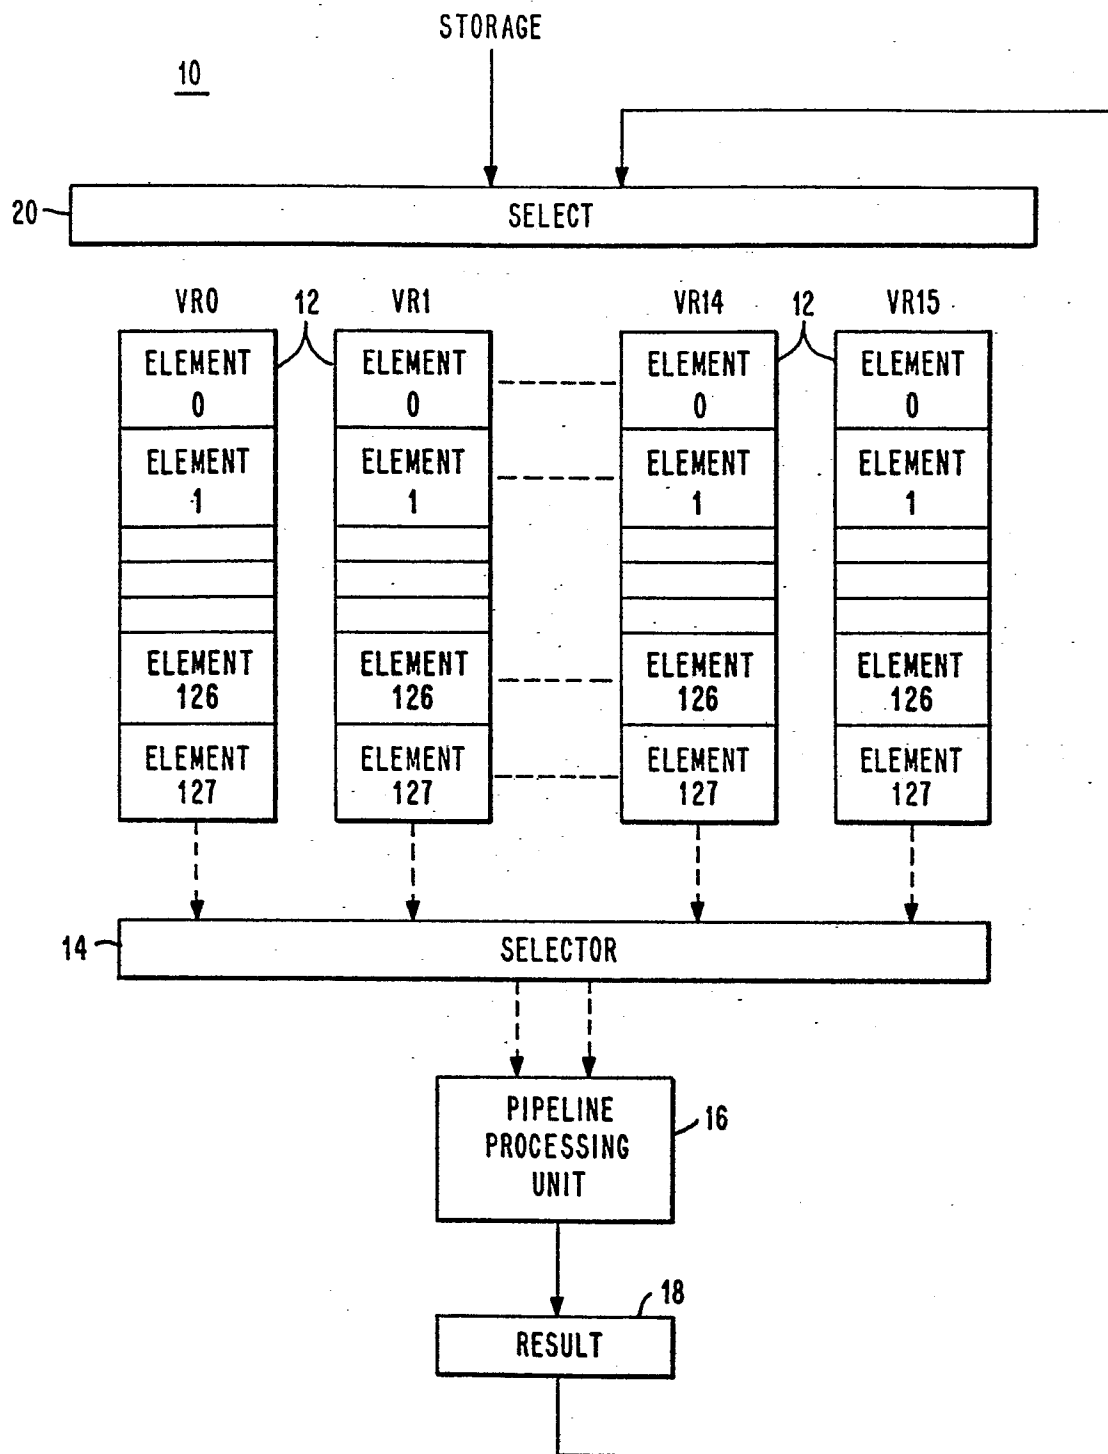 STORAGE
10
20
SELECT
VR0
12
VR1
VR14
12
VR15
ELEMENT
0
ELEMENT
0
ELEMENT
0
ELEMENT
0
ELEMENT
1
ELEMENT
1
ELEMENT
1
ELEMENT
1
ELEMENT
126
ELEMENT
126
ELEMENT
126
ELEMENT
126
ELEMENT
127
ELEMENT
127
ELEMENT
127
ELEMENT
127
14
SELECTOR
PIPELINE
PROCESSING
UNIT
16
18
RESULT